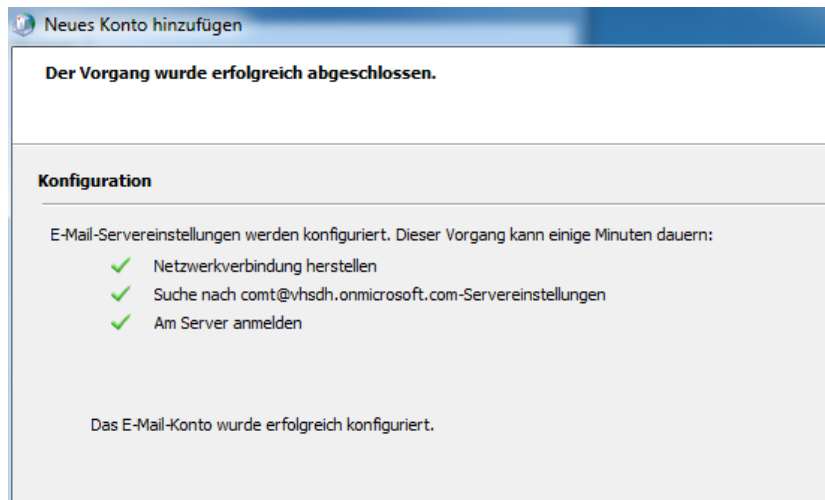 Neues Konto hinzufügen
Der Vorgang wurde erfolgreich abgeschlossen.
Konfiguration
E-Mail-Servereinstellungen werden konfiguriert. Dieser Vorgang kann einige Minuten dauern:
Netzwerkverbindung herstellen
Suche nach comt@vhsdh.onmicrosoft.com-Servereinstellungen
Am Server anmelden
Das E-Mail-Konto wurde erfolgreich konfiguriert.